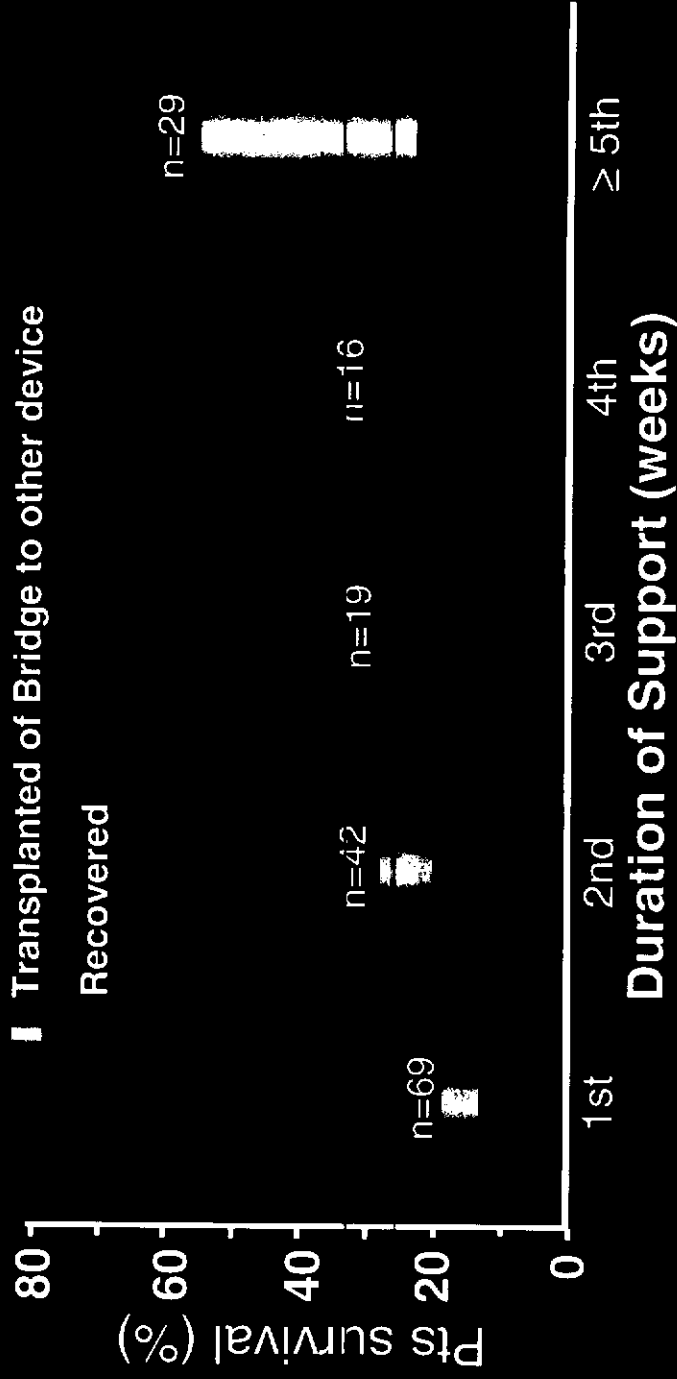 Transplanted of Bridge to other device
Recovered
Pts survival (%)
80
60
40
20
0
n=69
n=42
n=19
n=16
n=29
1st
2nd
3rd
4th
≥ 5th
Duration of Support (weeks)